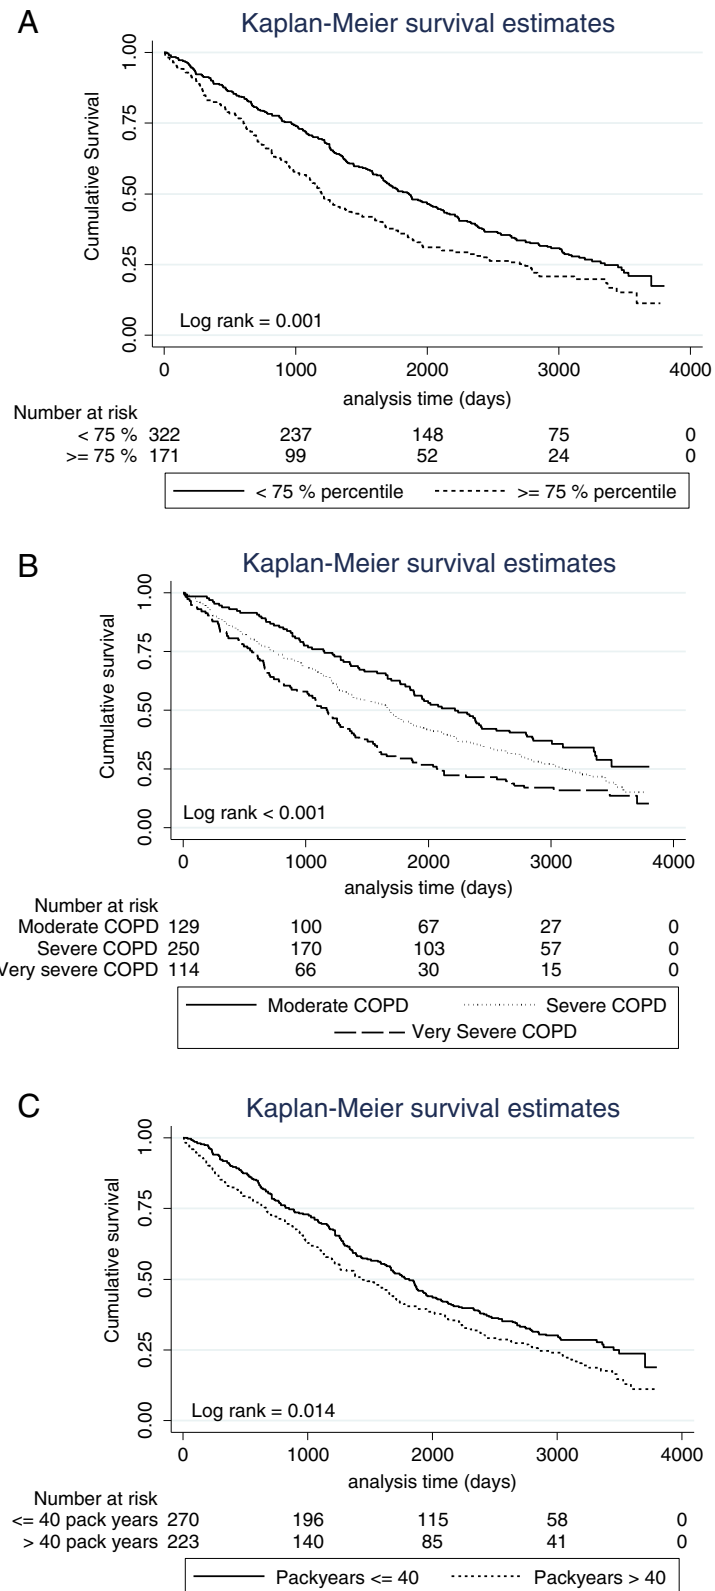 A
Kaplan-Meier survival estimates
Cumulative Survival
1.00
0.75
0.50
0.25
0.00
Log rank = 0.001
0 1000 2000 3000 4000
analysis time (days)
Number at risk
< 75 % 322 237 148 75 0
>= 75 % 171 99 52 24 0
< 75 % percentile >= 75 % percentile
B
Kaplan-Meier survival estimates
Cumulative survival
1.00
0.75
0.50
0.25
0.00
Log rank < 0.001
0 1000 2000 3000 4000
analysis time (days)
Number at risk
Moderate COPD 129 100 67 27 0
Severe COPD 250 170 103 57 0
Very severe COPD 114 66 30 15 0
Moderate COPD Severe COPD
Very Severe COPD
C
Kaplan-Meier survival estimates
Cumulative survival
1.00
0.75
0.50
0.25
0.00
Log rank = 0.014
0 1000 2000 3000 4000
analysis time (days)
Number at risk
<= 40 pack years 270 196 115 58 0
> 40 pack years 223 140 85 41 0
Packyears <= 40 Packyears > 40